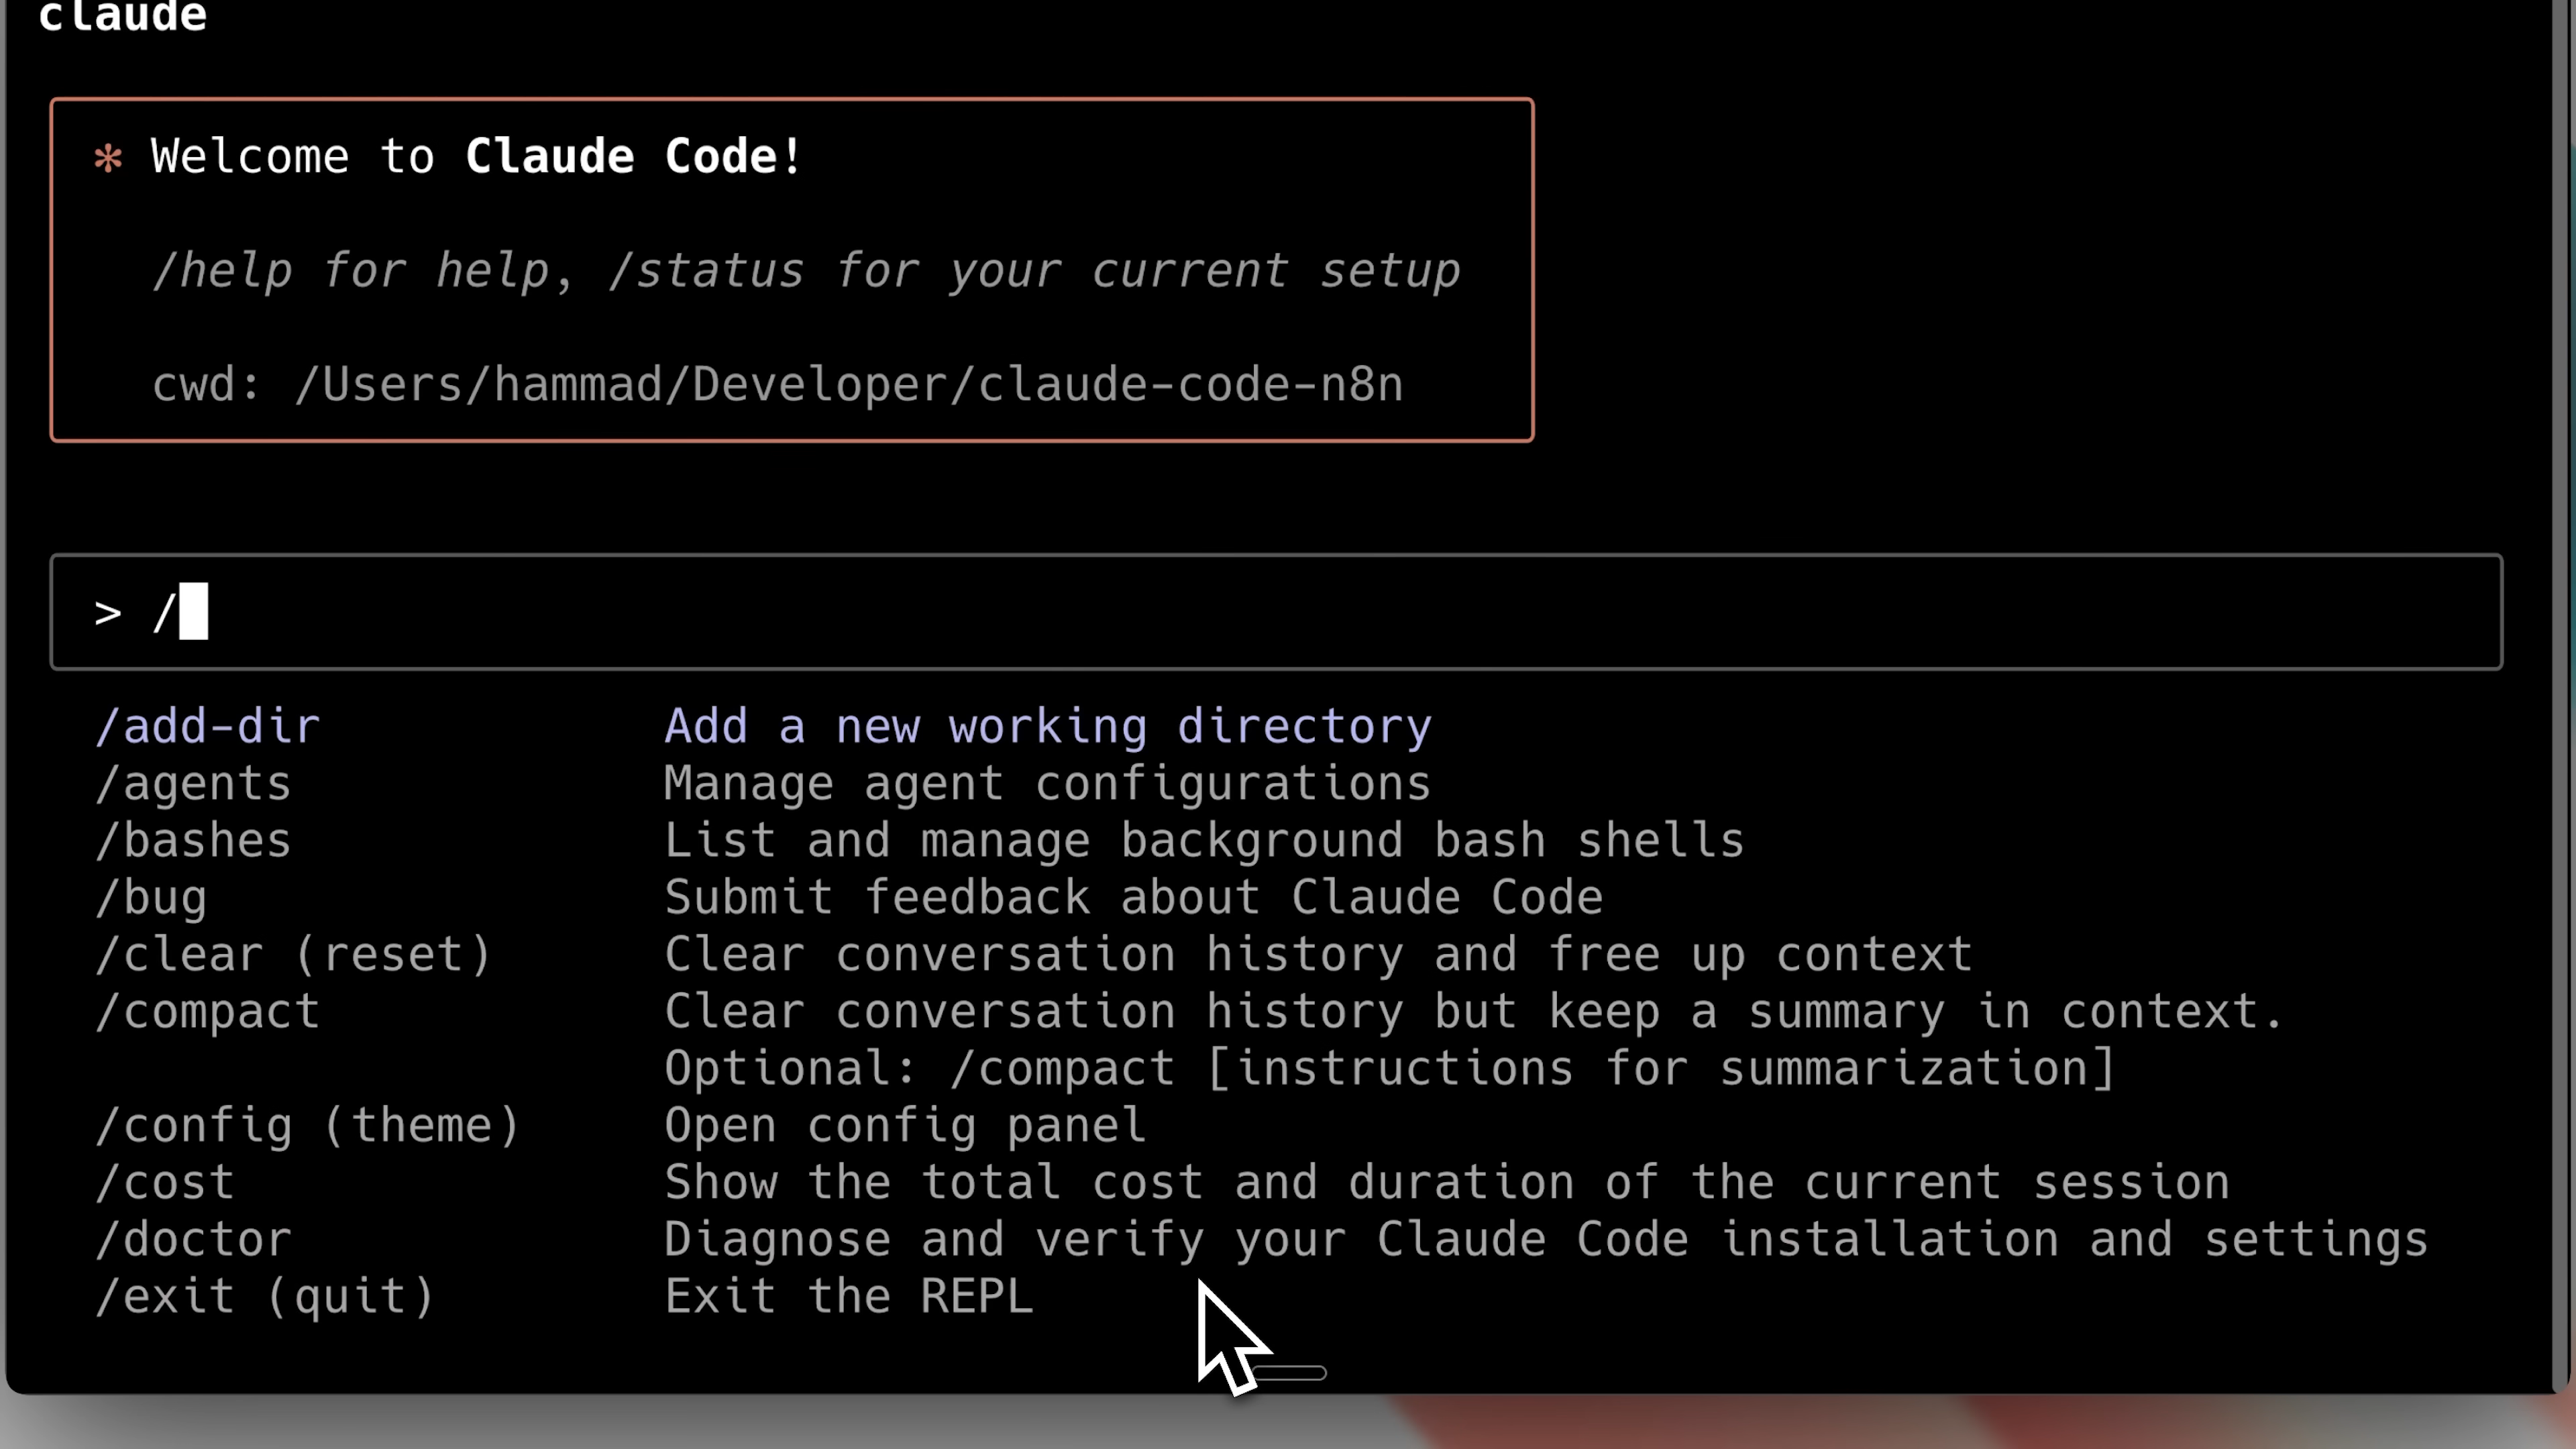 claude
✻ Welcome to Claude Code!
/help for help, /status for your current setup
cwd: /Users/hammad/Developer/claude-code-n8n
> /
/add-dir Add a new working directory
/agents Manage agent configurations
/bashes List and manage background bash shells
/bug Submit feedback about Claude Code
/clear (reset) Clear conversation history and free up context
/compact Clear conversation history but keep a summary in context.
Optional: /compact [instructions for summarization]
/config (theme) Open config panel
/cost Show the total cost and duration of the current session
/doctor Diagnose and verify your Claude Code installation and settings
/exit (quit) Exit the REPL